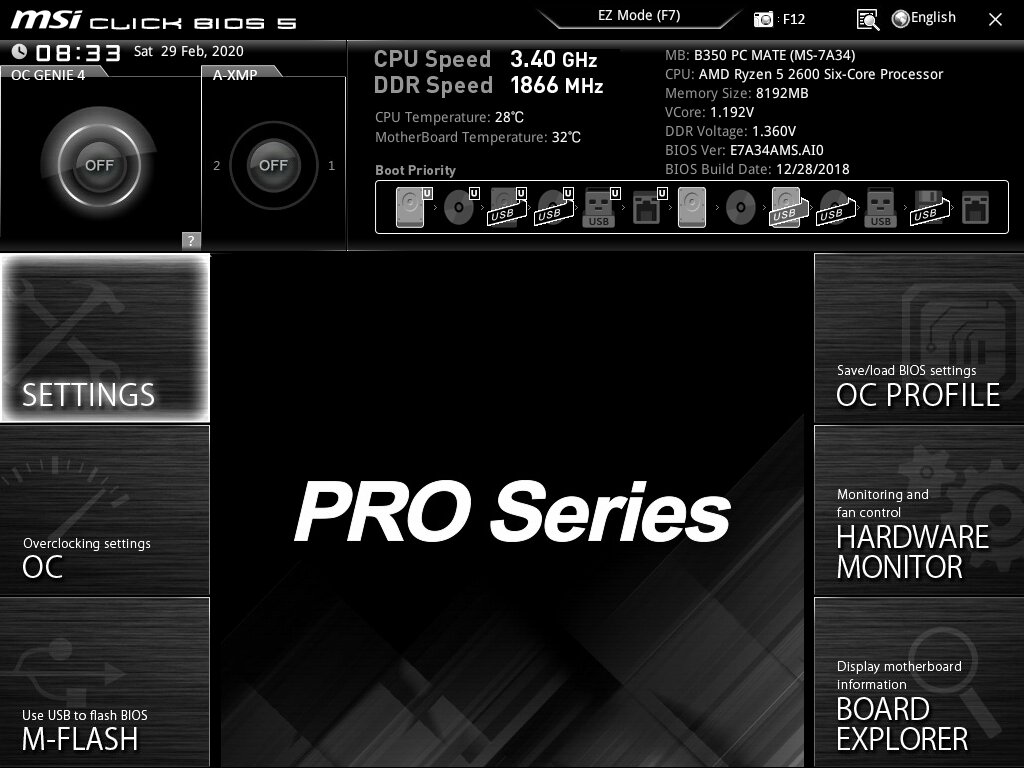 msi CLICK BIOS 5
EZ Mode (F7)
: F12
English
08:33 Sat 29 Feb, 2020
OC GENIE 4
OFF
?
A-XMP
2 OFF 1
CPU Speed 3.40 GHz
DDR Speed 1866 MHz
CPU Temperature: 28℃
MotherBoard Temperature: 32℃
MB: B350 PC MATE (MS-7A34)
CPU: AMD Ryzen 5 2600 Six-Core Processor
Memory Size: 8192MB
VCore: 1.192V
DDR Voltage: 1.360V
BIOS Ver: E7A34AMS.AI0
BIOS Build Date: 12/28/2018
Boot Priority
U U U U U U
USB USB USB USB USB USB USB
SETTINGS
Overclocking settings
OC
Use USB to flash BIOS
M-FLASH
PRO Series
Save/load BIOS settings
OC PROFILE
Monitoring and
fan control
HARDWARE
MONITOR
Display motherboard
information
BOARD
EXPLORER